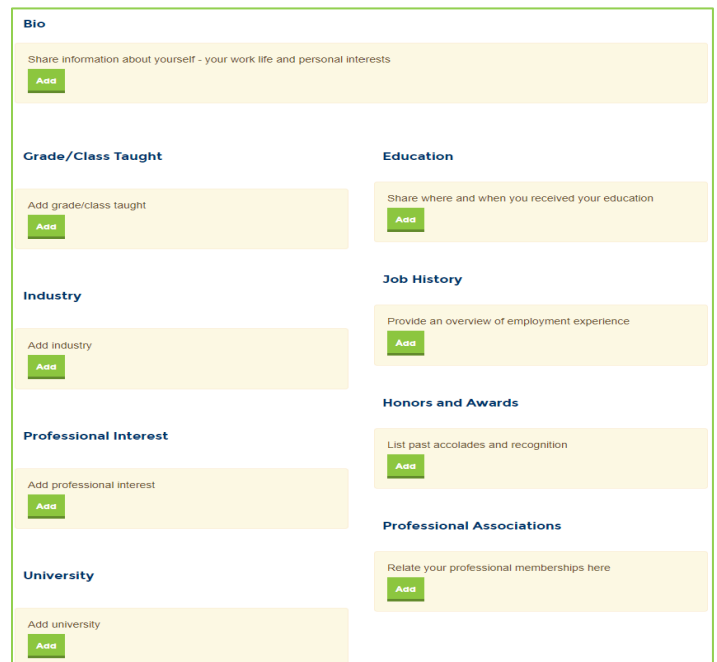 Bio
Share information about yourself - your work life and personal interests
Add
Grade/Class Taught
Add grade/class taught
Add
Industry
Add industry
Add
Professional Interest
Add professional interest
Add
University
Add university
Add
Education
Share where and when you received your education
Add
Job History
Provide an overview of employment experience
Add
Honors and Awards
List past accolades and recognition
Add
Professional Associations
Relate your professional memberships here
Add